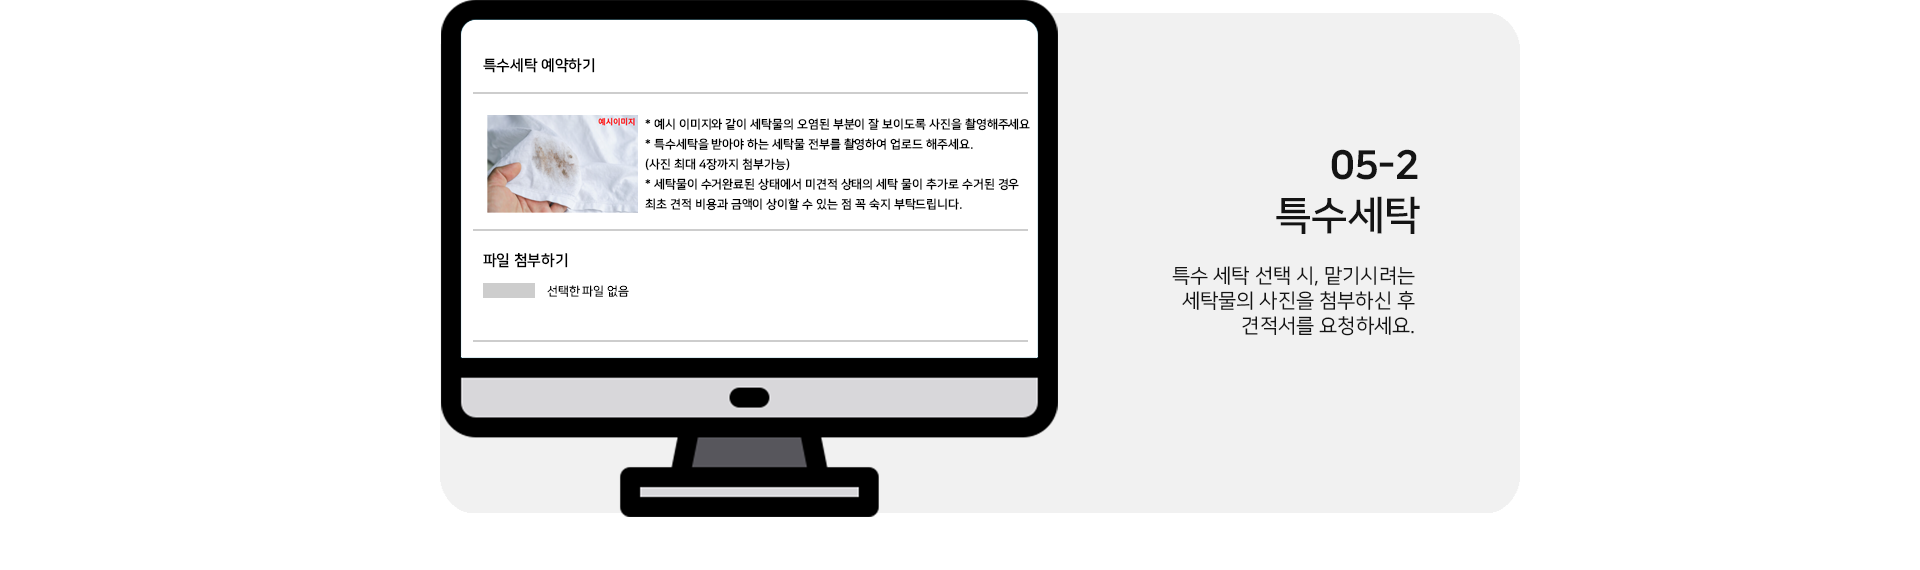 특수세탁 예약하기
예시이미지
* 예시 이미지와 같이 세탁물의 오염된 부분이 잘 보이도록 사진을 촬영해주세요
* 특수세탁을 받아야 하는 세탁물 전부를 촬영하여 업로드 해주세요.
(사진 최대 4장까지 첨부가능)
* 세탁물이 수거완료된 상태에서 미견적 상태의 세탁 물이 추가로 수거된 경우
최초 견적 비용과 금액이 상이할 수 있는 점 꼭 숙지 부탁드립니다.
파일 첨부하기
선택한 파일 없음
05-2
특수세탁
특수 세탁 선택 시, 맡기시려는
세탁물의 사진을 첨부하신 후
견적서를 요청하세요.